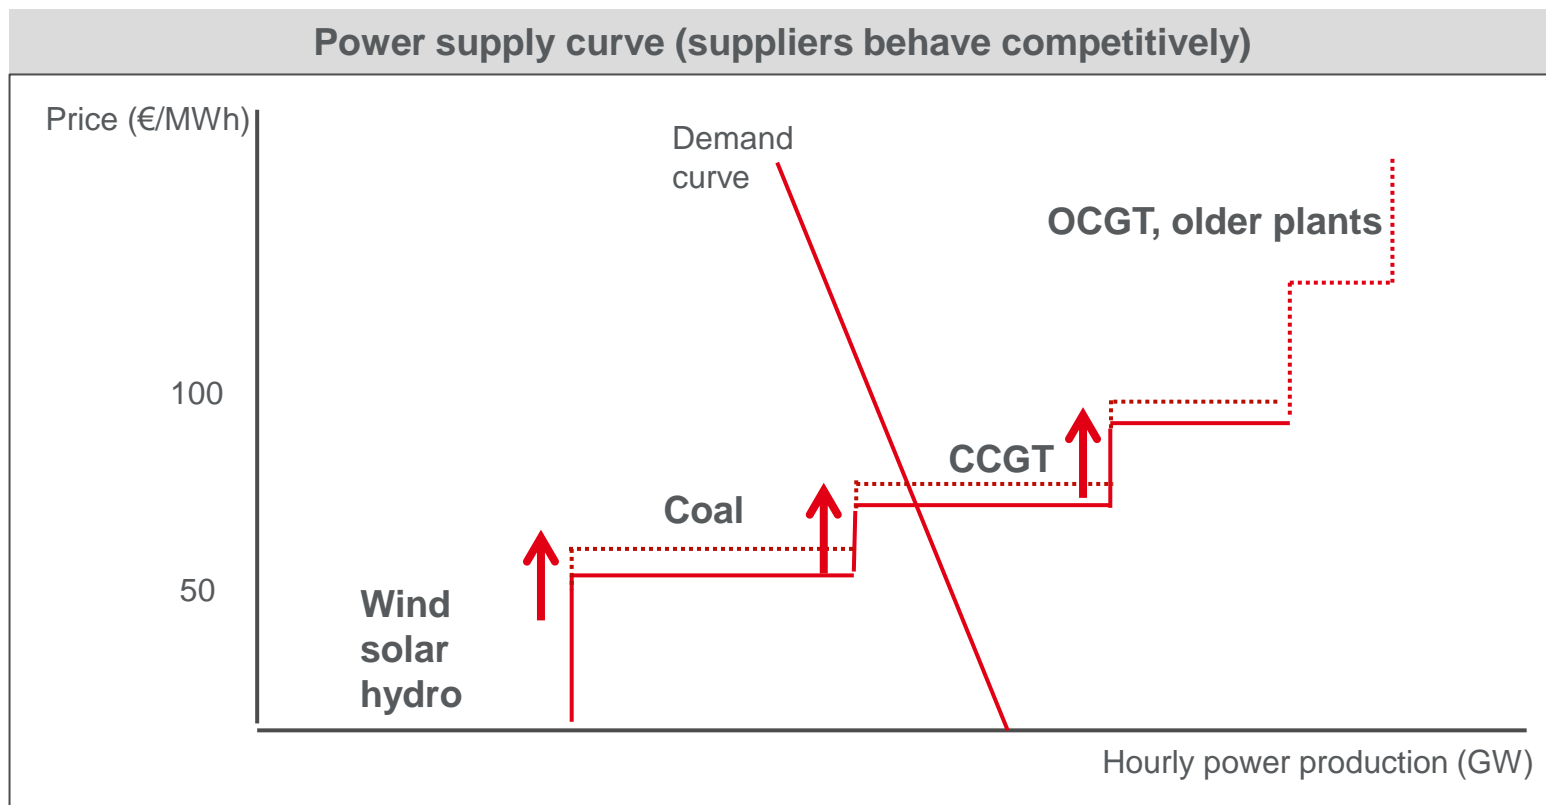 Power supply curve (suppliers behave competitively)
Price (€/MWh)
Demand
curve
OCGT, older plants
100
CCGT
Coal
50
Wind
solar
hydro
Hourly power production (GW)